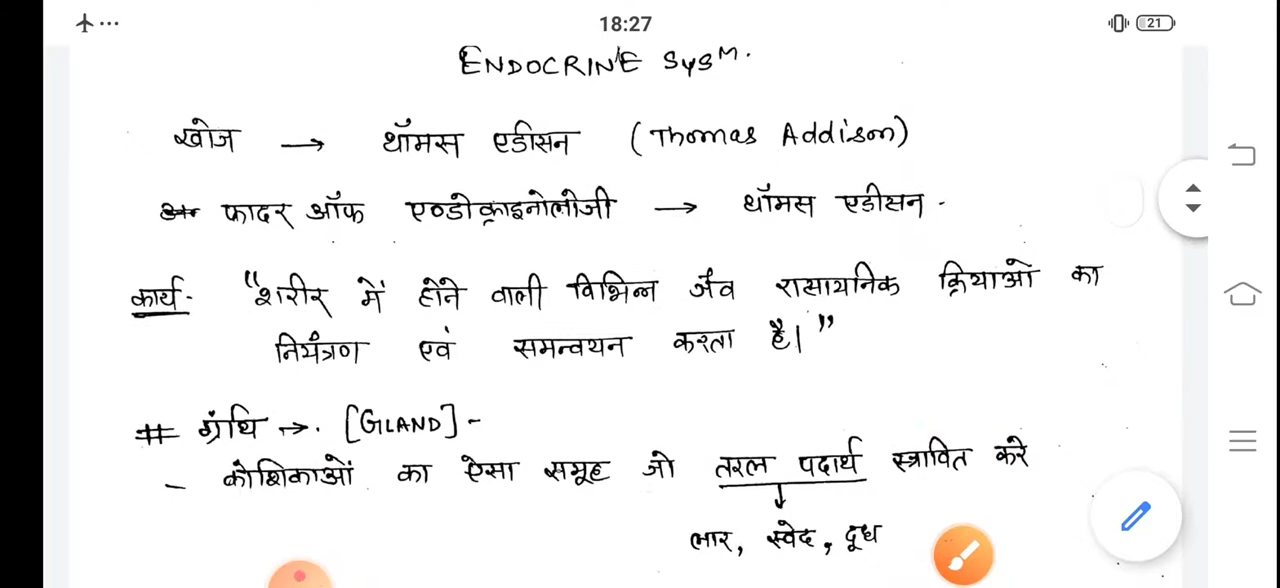 18:27
21
ENDOCRINE SYSᴹ.
खोज → थॉमस एडीसन (Thomas Addison)
फादर ऑफ एण्डोक्राइनोलॉजी → थॉमस एडीसन.
कार्य- "शरीर में होने वाली विभिन्न जैव रासायनिक क्रियाओं का
नियंत्रण एवं समन्वयन करता है।"
# ग्रंथि →. [GLAND] -
- कोशिकाओं का ऐसा समूह जो तरल पदार्थ स्त्रावित करे
↓
लार, स्वेद, दूध